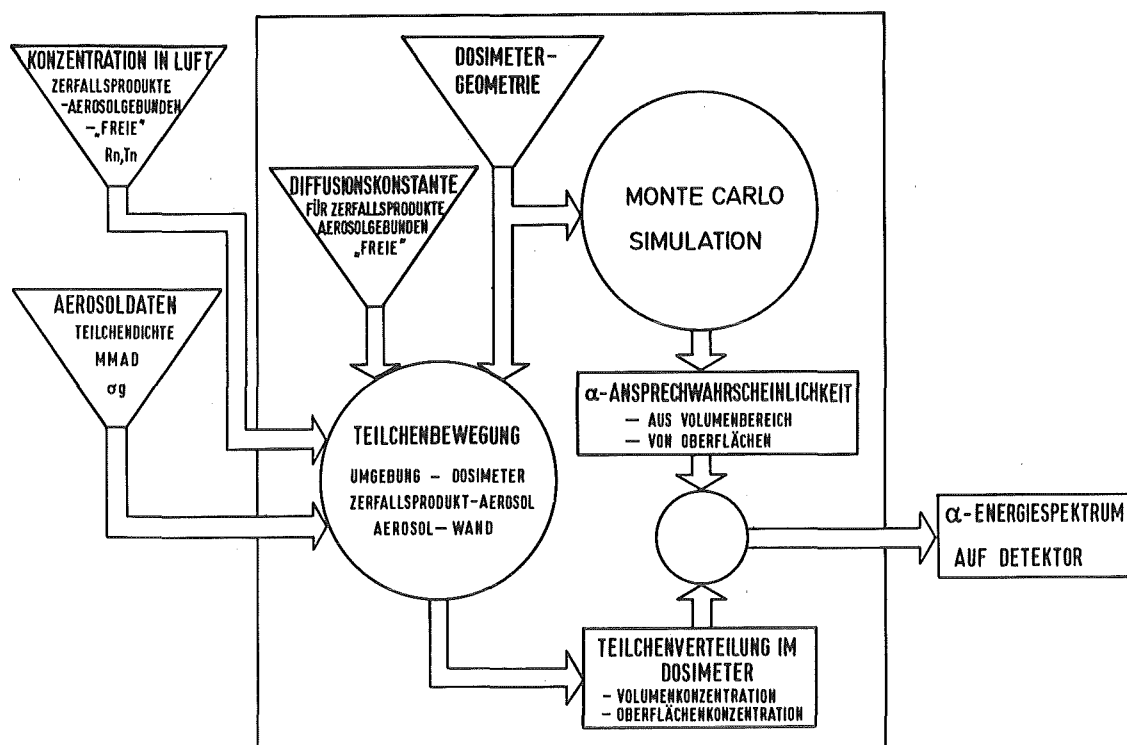 KONZENTRATION IN LUFT
ZERFALLSPRODUKTE
-AEROSOLGEBUNDEN
-„FREIE"
Rn,Tn
DOSIMETER-
GEOMETRIE
DIFFUSIONSKONSTANTE
FÜR ZERFALLSPRODUKTE
AEROSOLGEBUNDEN
„FREIE"
MONTE CARLO
SIMULATION
AEROSOLDATEN
TEILCHENDICHTE
MMAD
σg
α-ANSPRECHWAHRSCHEINLICHKEIT
- AUS VOLUMENBEREICH
- VON OBERFLÄCHEN
TEILCHENBEWEGUNG
UMGEBUNG - DOSIMETER
ZERFALLSPRODUKT-AEROSOL
AEROSOL-WAND
α-ENERGIESPEKTRUM
AUF DETEKTOR
TEILCHENVERTEILUNG IM
DOSIMETER
- VOLUMENKONZENTRATION
- OBERFLÄCHENKONZENTRATION